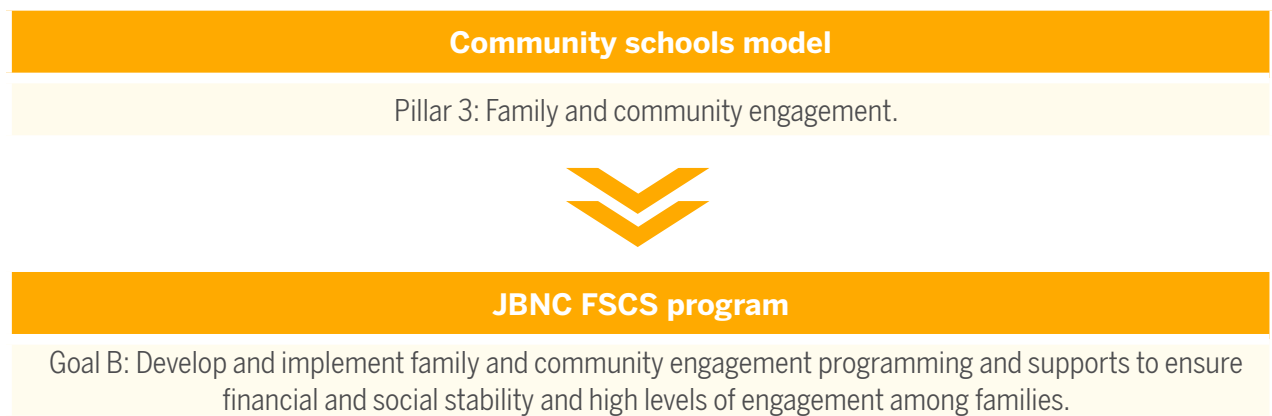 Community schools model
Pillar 3: Family and community engagement.
JBNC FSCS program
Goal B: Develop and implement family and community engagement programming and supports to ensure
financial and social stability and high levels of engagement among families.